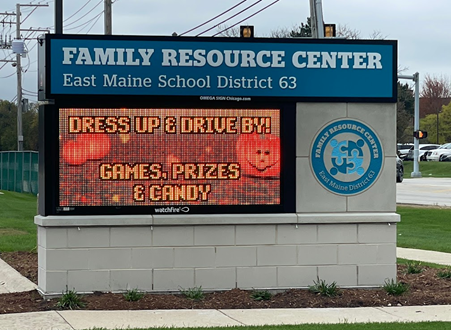 FAMILY RESOURCE CENTER
East Maine School District 63
OMEGA SIGN Chicago.com
DRESS UP & DRIVE BY!
GAMES, PRIZES
& CANDY
watchfire
FAMILY RESOURCE CENTER
East Maine District 63